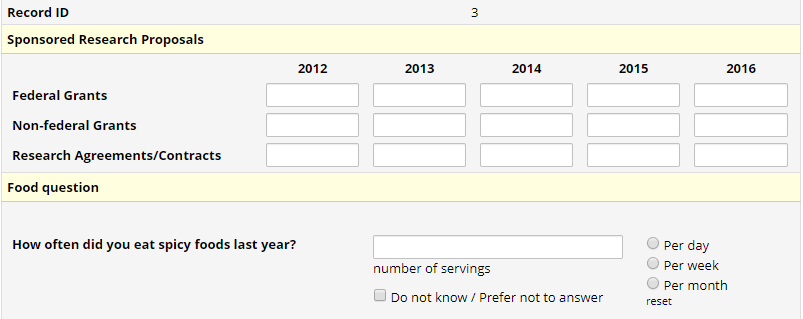 Record ID 3
Sponsored Research Proposals
2012 2013 2014 2015 2016
Federal Grants
Non-federal Grants
Research Agreements/Contracts
Food question
How often did you eat spicy foods last year?
number of servings
Do not know / Prefer not to answer
Per day
Per week
Per month
reset